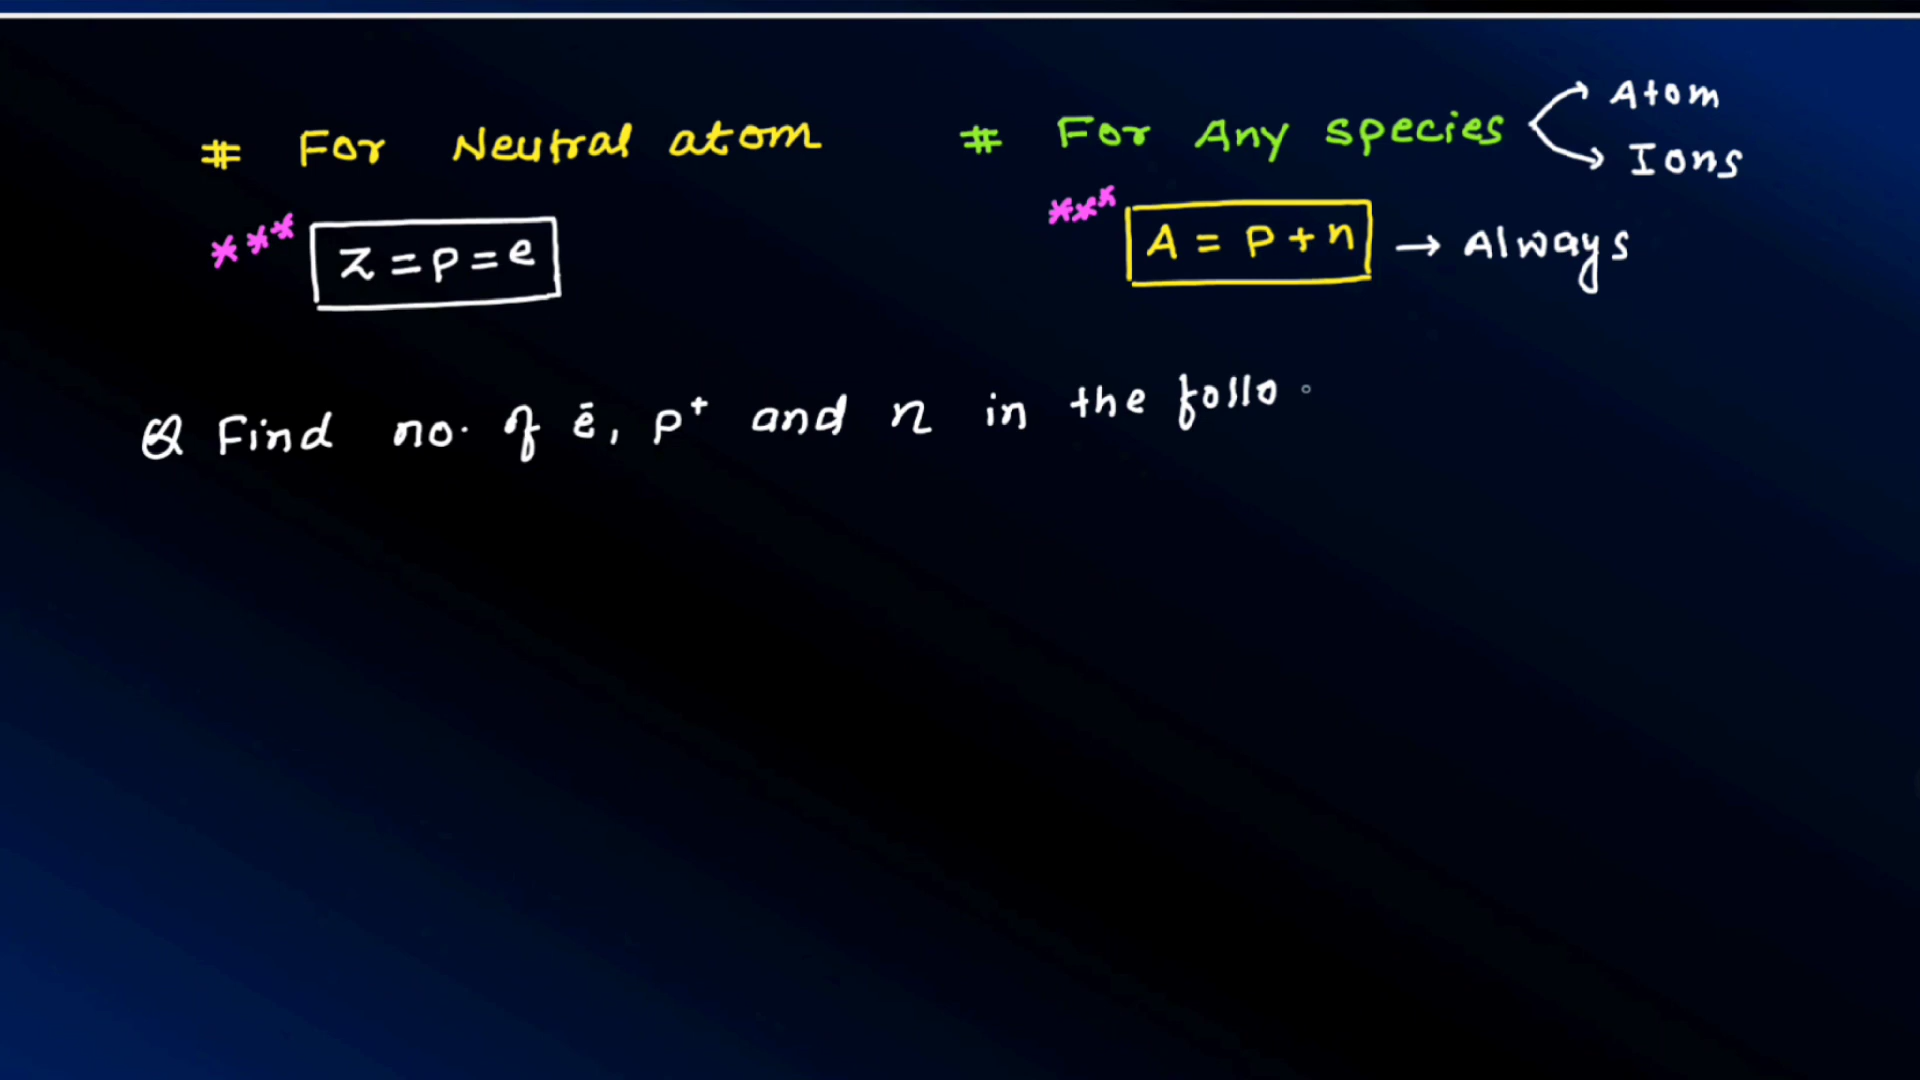 # For Neutral atom
*** Z = p = e
# For Any species → Atom
→ Ions
*** A = P + n → Always
Q Find no. of ē, p⁺ and n in the follo